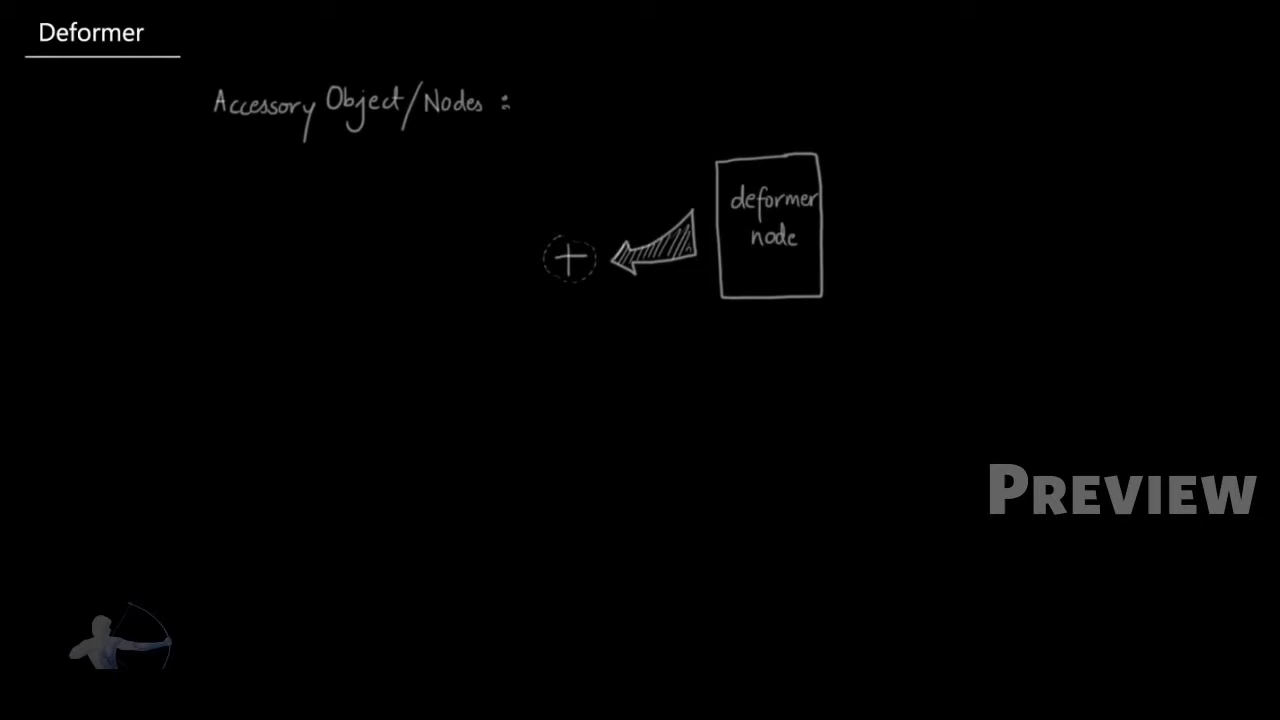 Deformer
Accessory Object/Nodes :
deformer
node
+
PREVIEW